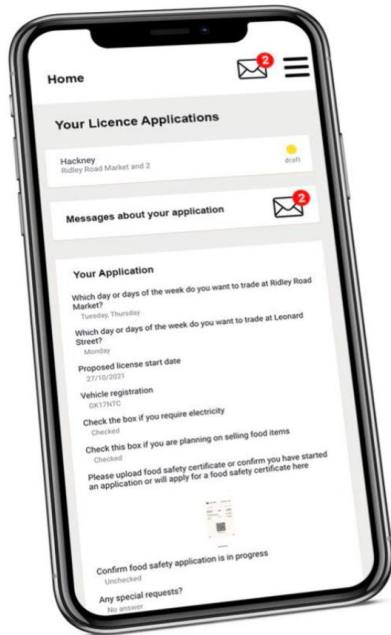 Home
2
Your Licence Applications
Hackney
Ridley Road Market and 2
draft
Messages about your application
2
Your Application
Which day or days of the week do you want to trade at Ridley Road
Market?
Tuesday, Thursday
Which day or days of the week do you want to trade at Leonard
Street?
Monday
Proposed license start date
27/10/2021
Vehicle registration
GK17NTC
Check the box if you require electricity
Checked
Check this box if you are planning on selling food items
Checked
Please upload food safety certificate or confirm you have started
an application or will apply for a food safety certificate here
Confirm food safety application is in progress
Unchecked
Any special requests?
No answer